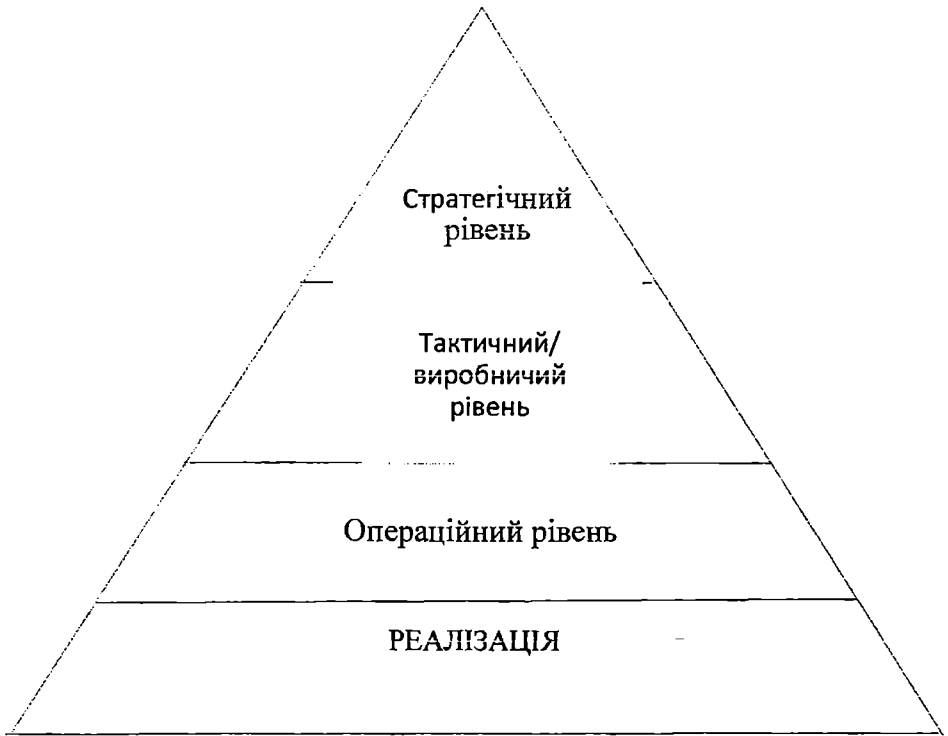 Стратегічний
рівень
Тактичний/
виробничий
рівень
Операційний рівень
РЕАЛІЗАЦІЯ